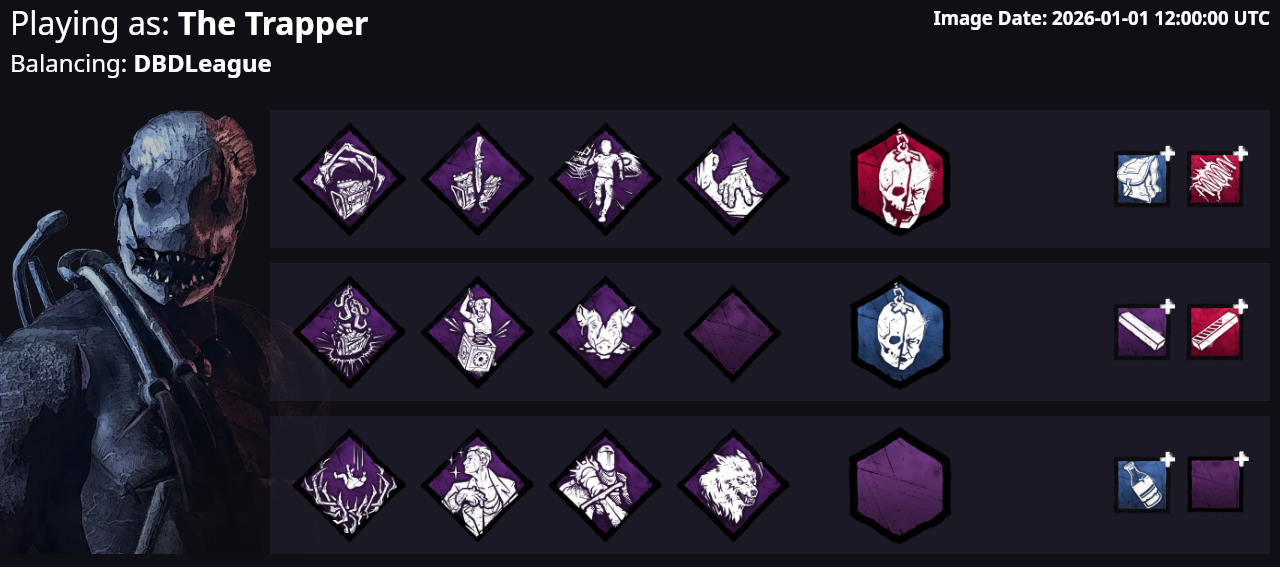 Playing as: The Trapper
Image Date: 2026-01-01 12:00:00 UTC
Balancing: DBDLeague